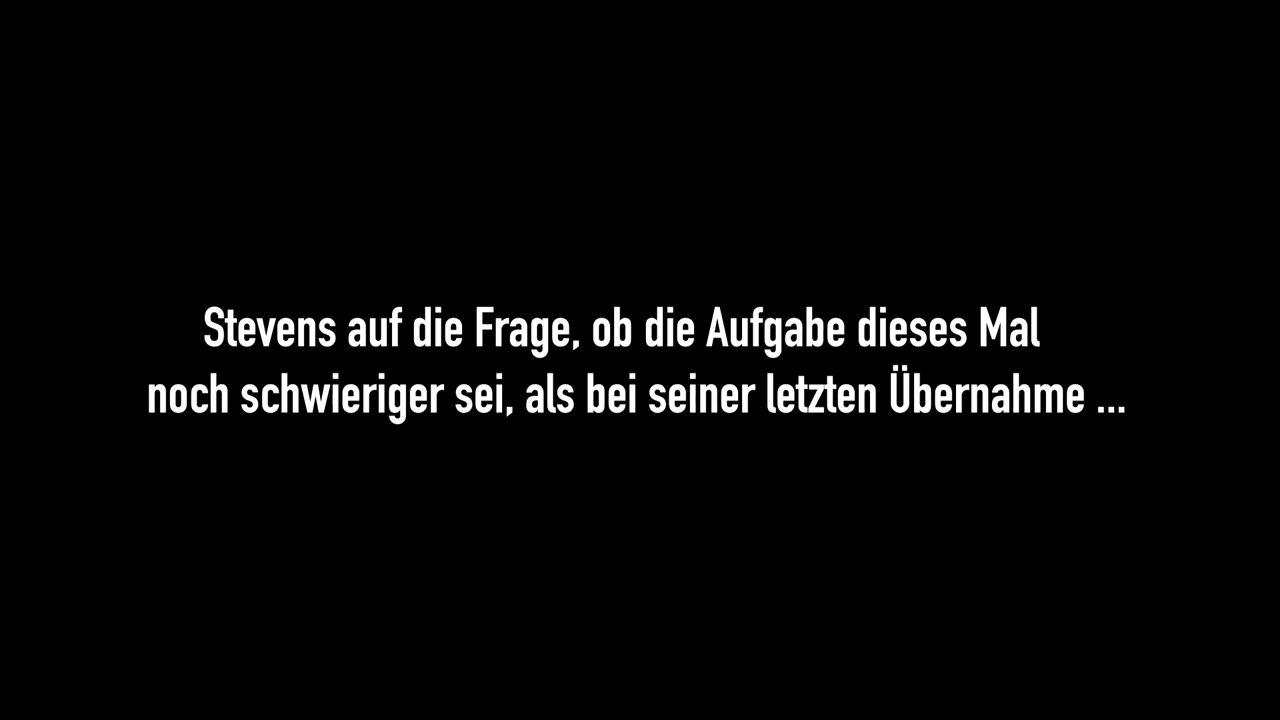 Stevens auf die Frage, ob die Aufgabe dieses Mal
noch schwieriger sei, als bei seiner letzten Übernahme ...